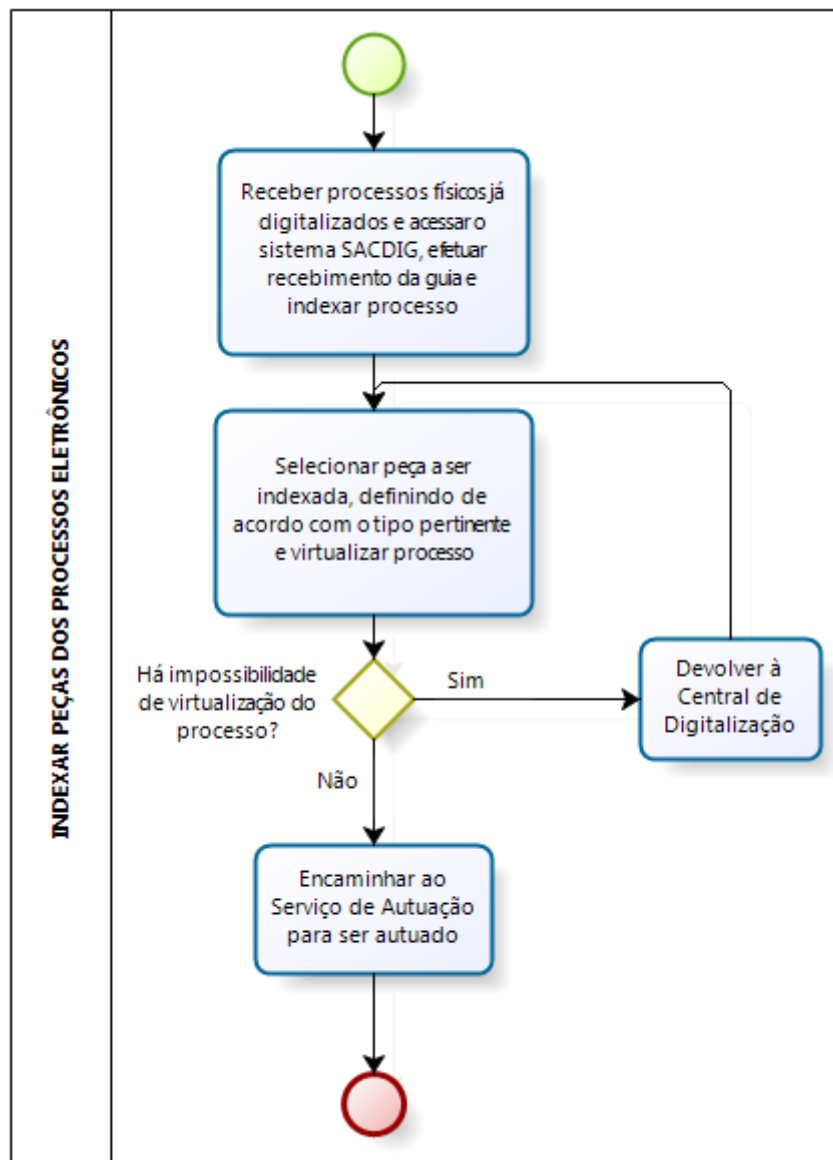 INDEXAR PEÇAS DOS PROCESSOS ELETRÔNICOS
Receber processos físicos já
digitalizados e acessar o
sistema SACDIG, efetuar
recebimento da guia e
indexar processo
Selecionar peça a ser
indexada, definindo de
acordo com o tipo pertinente
e virtualizar processo
Há impossibilidade
de virtualização do
processo?
Sim
Devolver à
Central de
Digitalização
Não
Encaminhar ao
Serviço de Autuação
para ser autuado